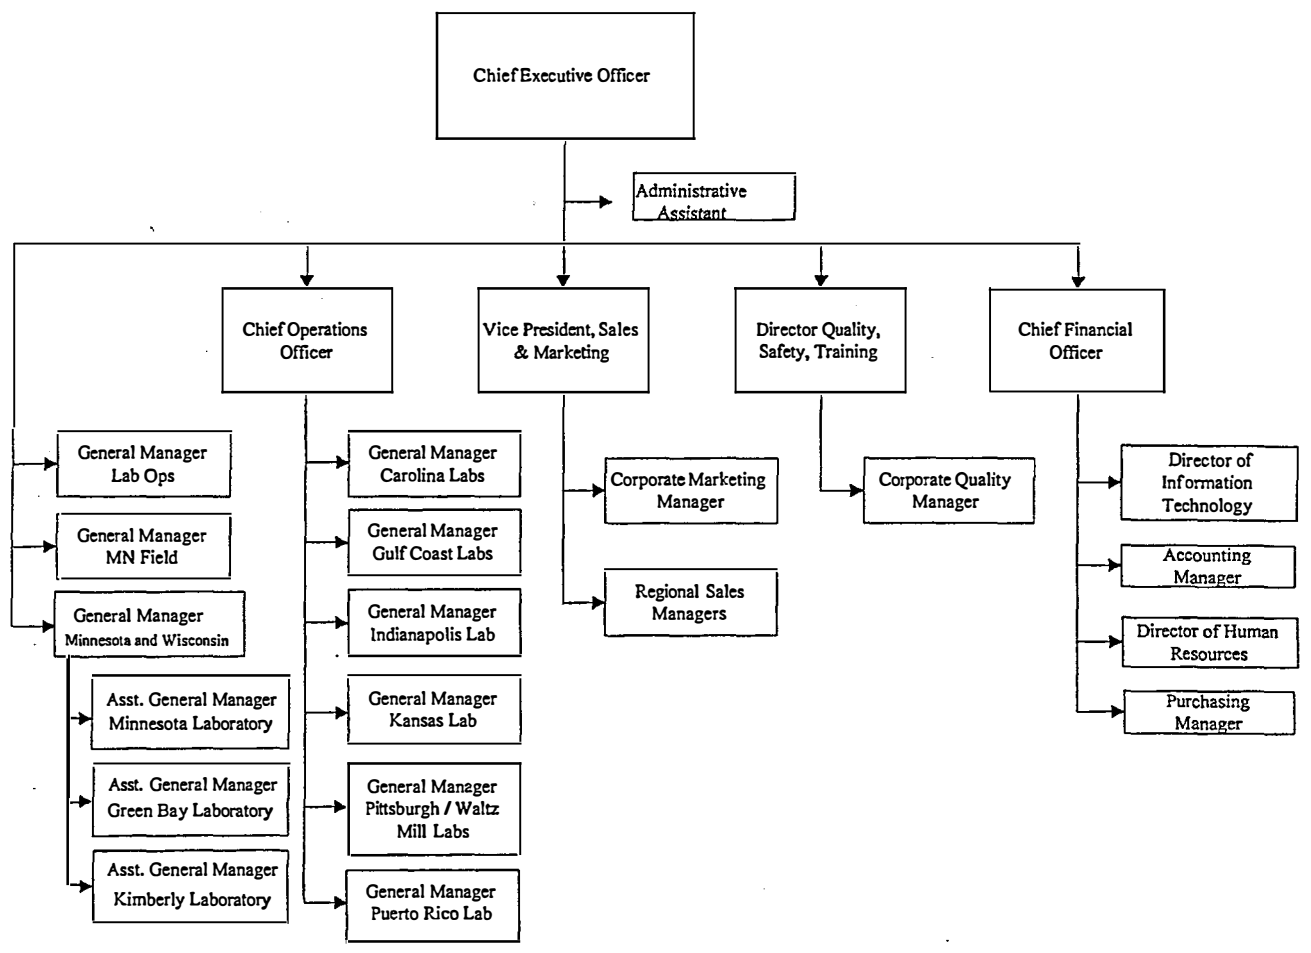 Chief Executive Officer
Administrative
Assistant
Chief Operations
Officer
Vice President, Sales
& Marketing
Director Quality,
Safety, Training
Chief Financial
Officer
General Manager
Lab Ops
General Manager
MN Field
General Manager
Minnesota and Wisconsin
Asst. General Manager
Minnesota Laboratory
Asst. General Manager
Green Bay Laboratory
Asst. General Manager
Kimberly Laboratory
General Manager
Carolina Labs
General Manager
Gulf Coast Labs
General Manager
Indianapolis Lab
General Manager
Kansas Lab
General Manager
Pittsburgh / Waltz
Mill Labs
General Manager
Puerto Rico Lab
Corporate Marketing
Manager
Regional Sales
Managers
Corporate Quality
Manager
Director of
Information
Technology
Accounting
Manager
Director of Human
Resources
Purchasing
Manager